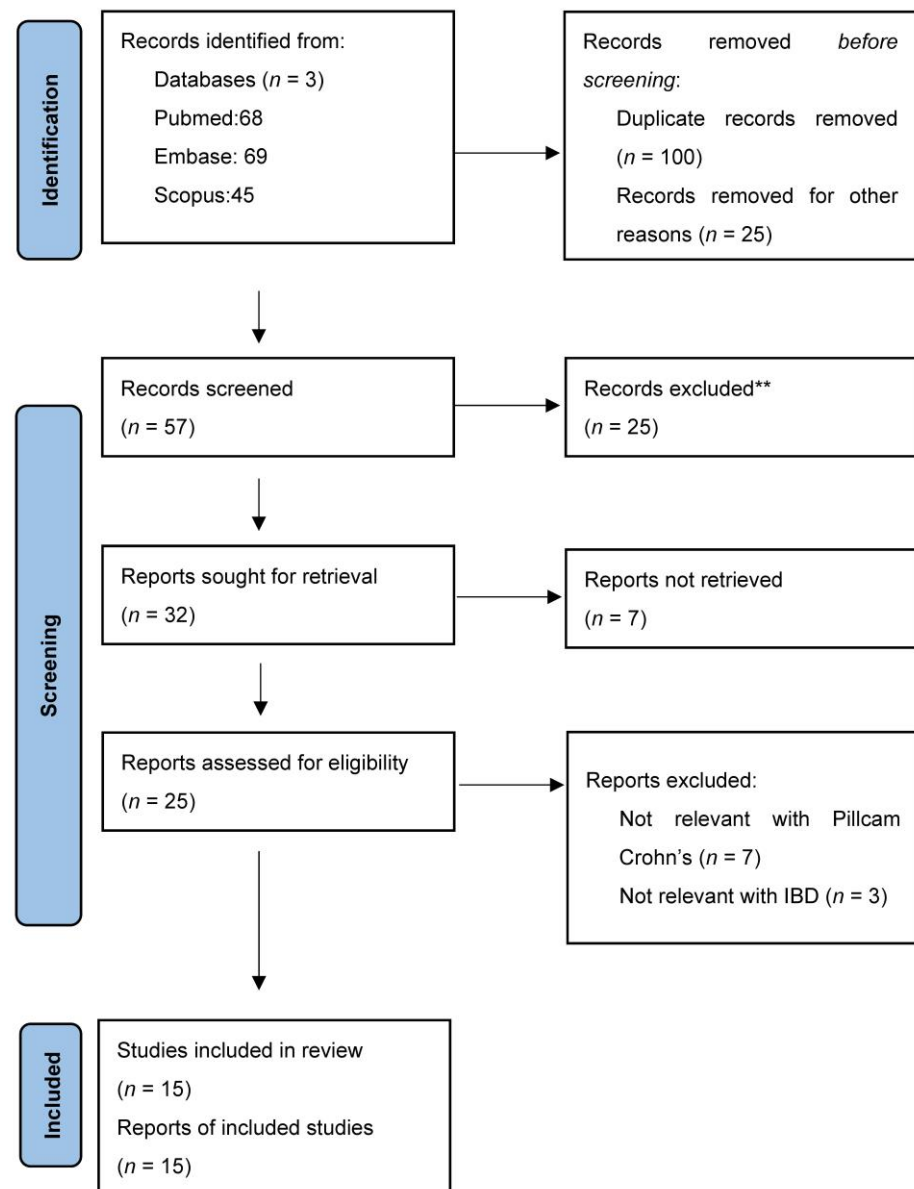 Identification
Records identified from:
Databases (n = 3)
Pubmed:68
Embase: 69
Scopus:45
Records removed before
screening:
Duplicate records removed
(n = 100)
Records removed for other
reasons (n = 25)
Screening
Records screened
(n = 57)
Records excluded**
(n = 25)
Reports sought for retrieval
(n = 32)
Reports not retrieved
(n = 7)
Reports assessed for eligibility
(n = 25)
Reports excluded:
Not relevant with Pillcam
Crohn's (n = 7)
Not relevant with IBD (n = 3)
Included
Studies included in review
(n = 15)
Reports of included studies
(n = 15)